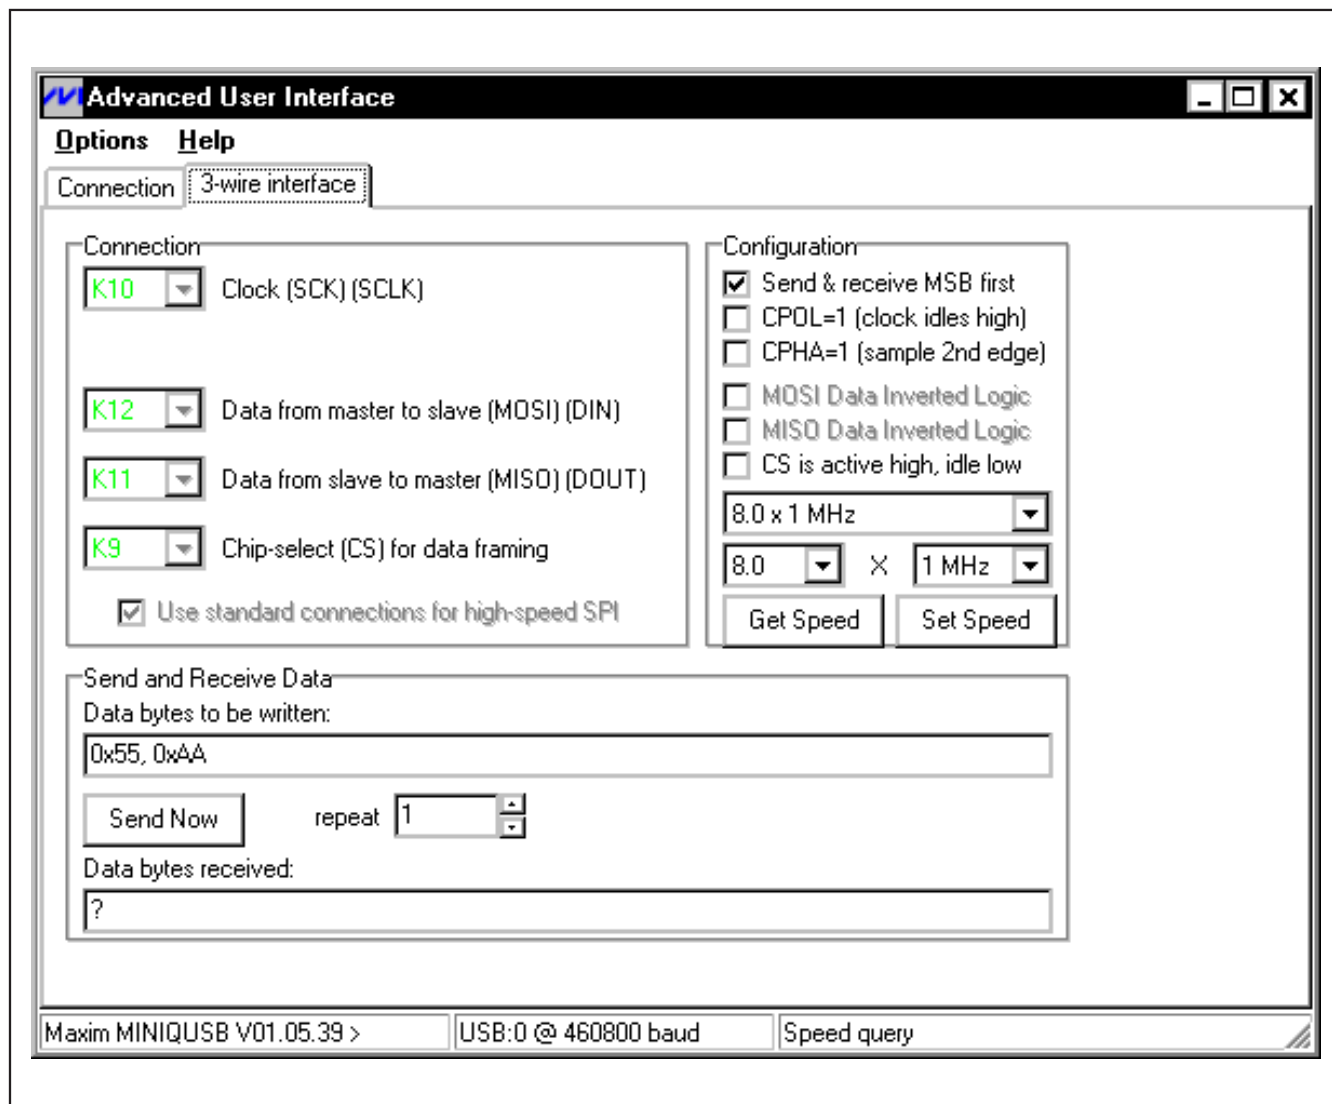 Advanced User Interface
Options Help
Connection 3-wire interface
Connection
K10 Clock (SCK) (SCLK)
K12 Data from master to slave (MOSI) (DIN)
K11 Data from slave to master (MISO) (DOUT)
K9 Chip-select (CS) for data framing
Use standard connections for high-speed SPI
Configuration
Send & receive MSB first
CPOL=1 (clock idles high)
CPHA=1 (sample 2nd edge)
MOSI Data Inverted Logic
MISO Data Inverted Logic
CS is active high, idle low
8.0 x 1 MHz
8.0 X 1 MHz
Get Speed Set Speed
Send and Receive Data
Data bytes to be written:
0x55, 0xAA
Send Now repeat 1
Data bytes received:
?
Maxim MINIQUSB V01.05.39 > USB:0 @ 460800 baud Speed query